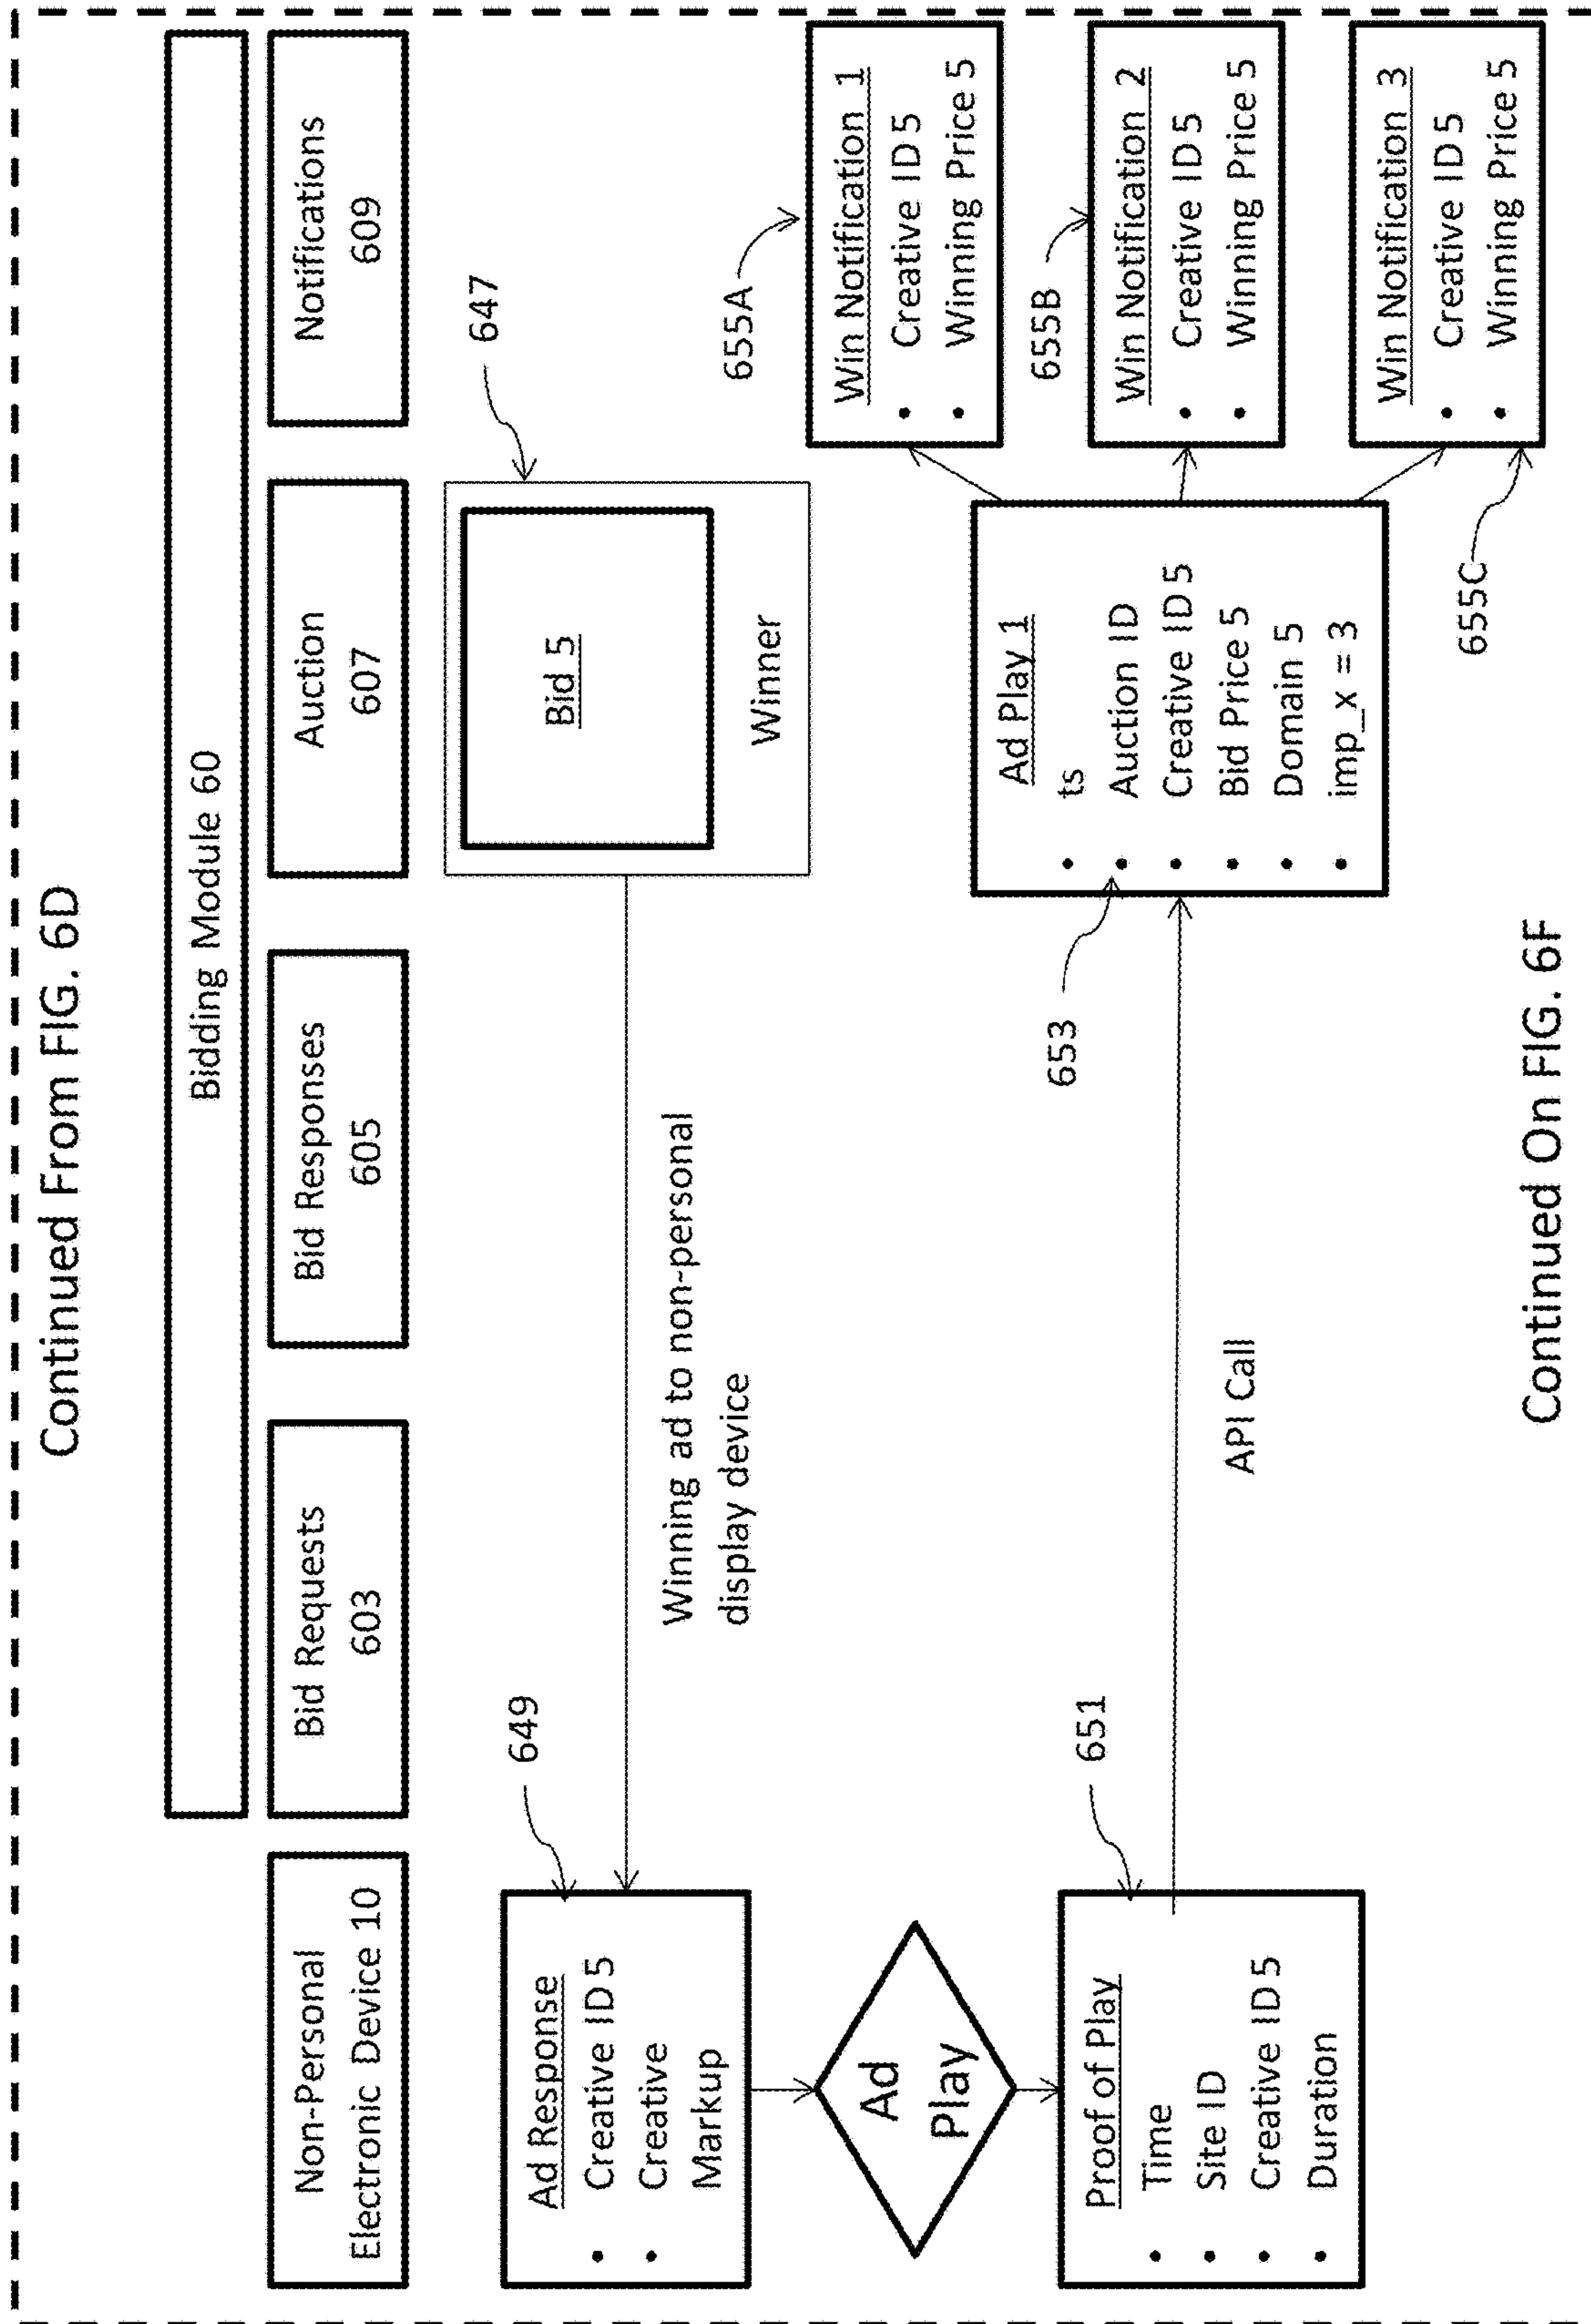 Continued From FIG. 6D
Bidding Module 60
Non-Personal
Electronic Device 10
Bid Requests
603
Bid Responses
605
Auction
607
Notifications
609
647
Bid 5
Winner
649
Ad Response
• Creative ID 5
• Creative
Markup
Winning ad to non-personal
display device
Ad
Play
651
Proof of Play
• Time
• Site ID
• Creative ID 5
• Duration
API Call
653
Ad Play 1
• ts
• Auction ID
• Creative ID 5
• Bid Price 5
• Domain 5
• imp_x = 3
655A
Win Notification 1
• Creative ID 5
• Winning Price 5
655B
Win Notification 2
• Creative ID 5
• Winning Price 5
655C
Win Notification 3
• Creative ID 5
• Winning Price 5
Continued On FIG. 6F